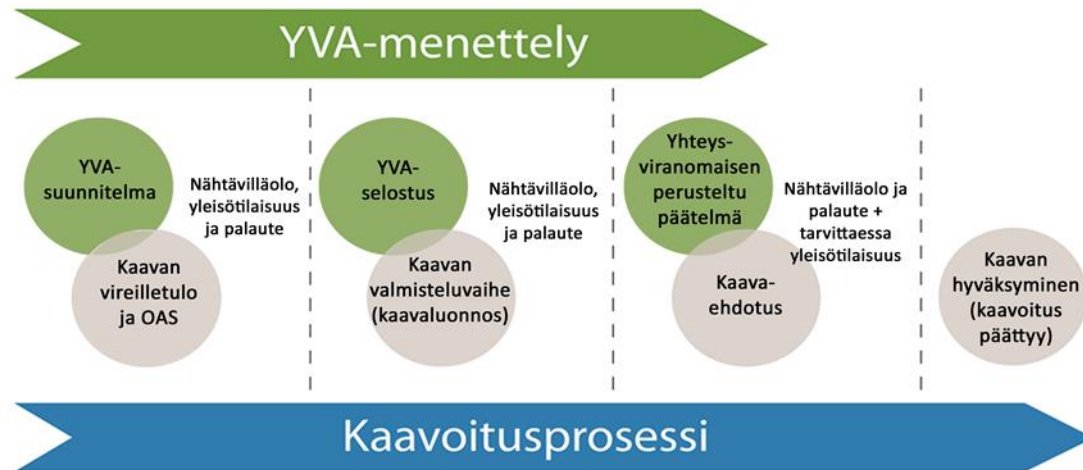 YVA-menettely
YVA-
suunnitelma
Nähtävilläolo,
yleisötilaisuus
ja palaute
Kaavan
vireilletulo
ja OAS
YVA-
selostus
Nähtävilläolo,
yleisötilaisuus
ja palaute
Kaavan
valmisteluvaihe
(kaavaluonnos)
Yhteys-
viranomaisen
perusteltu
päätelmä
Nähtävilläolo ja
palaute +
tarvittaessa
yleisötilaisuus
Kaava-
ehdotus
Kaavan
hyväksyminen
(kaavoitus
päättyy)
Kaavoitusprosessi